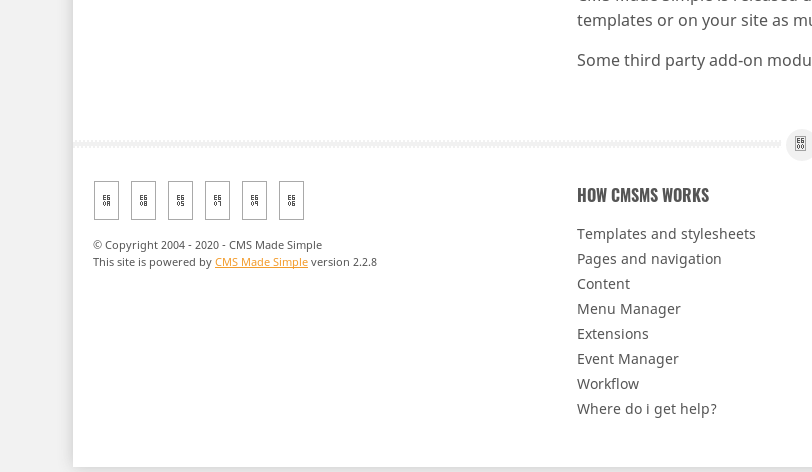 templates or on your site as
Some third party add-on
© Copyright 2004 - 2020 - CMS Made Simple
This site is powered by CMS Made Simple version 2.2.8
HOW CMSMS WORKS
Templates and stylesheets
Pages and navigation
Content
Menu Manager
Extensions
Event Manager
Workflow
Where do i get help?